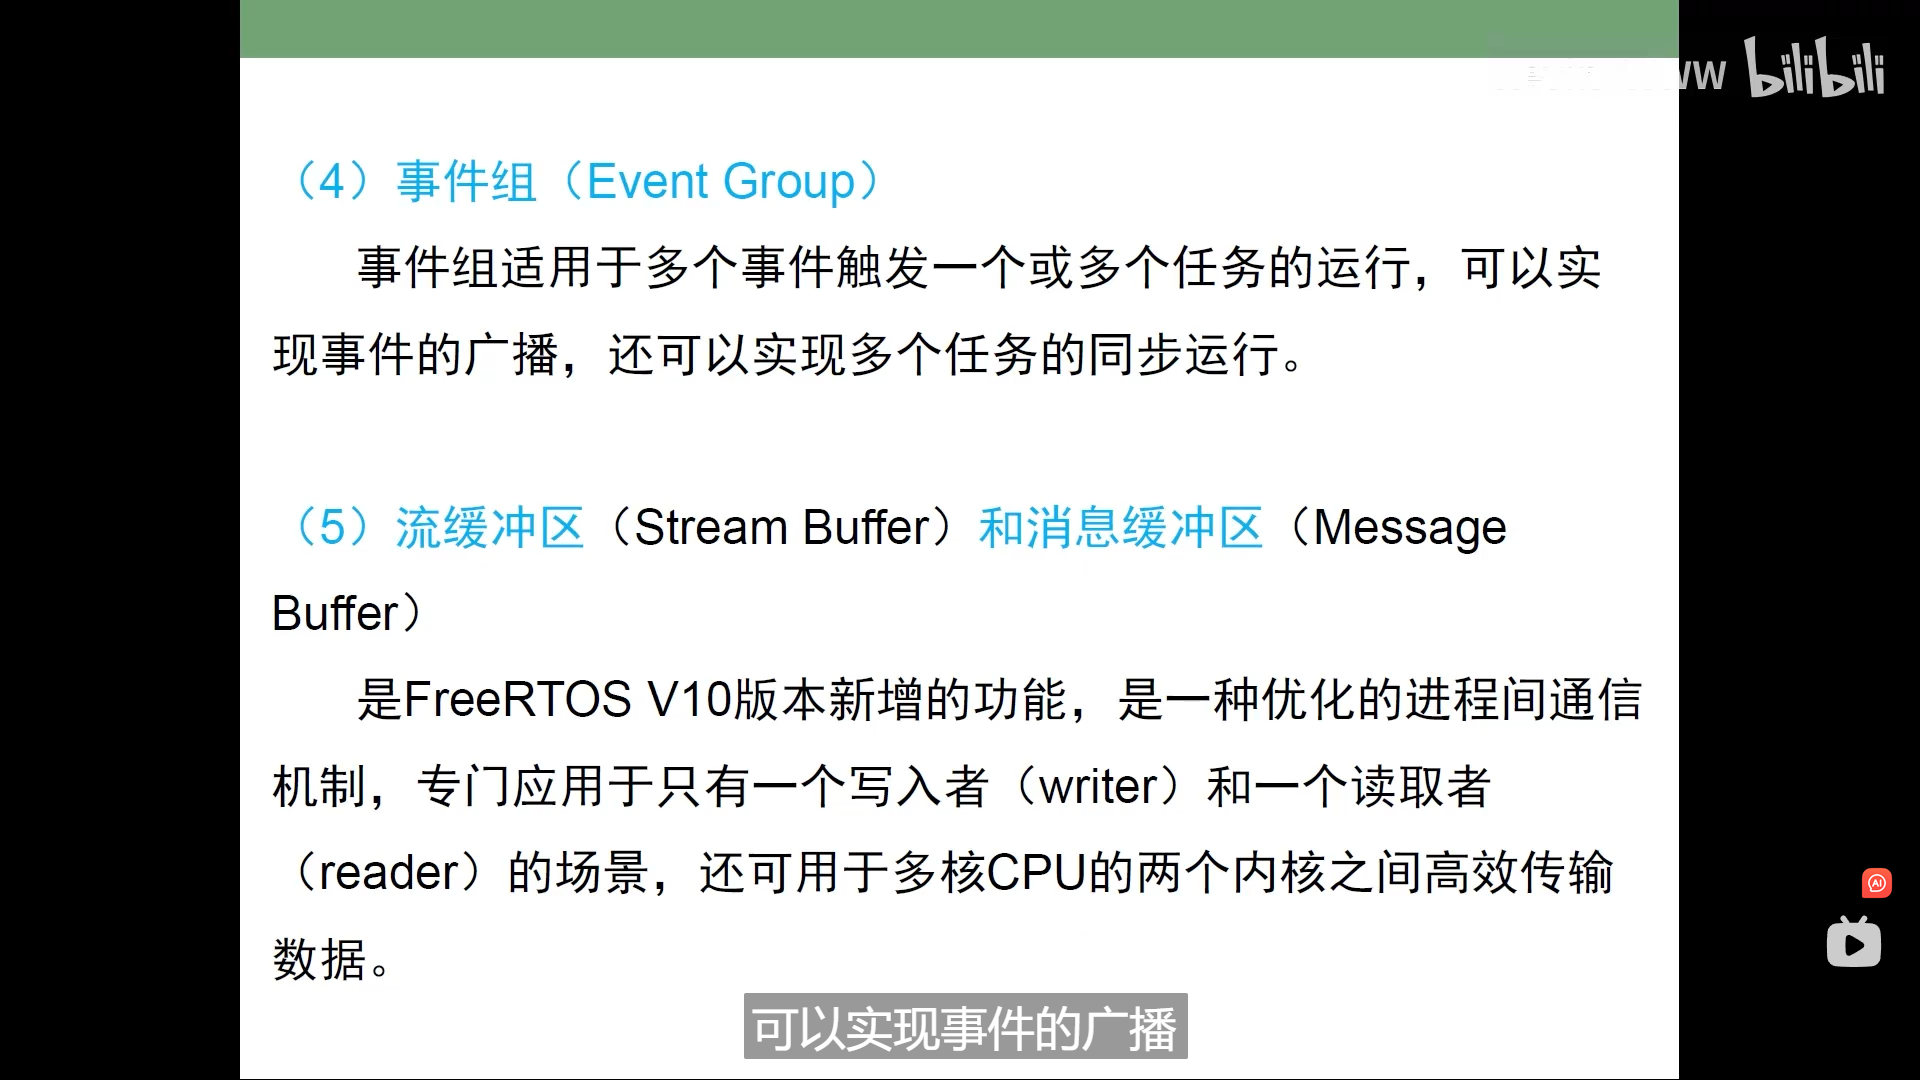 bilibili
（4）事件组（Event Group）
事件组适用于多个事件触发一个或多个任务的运行，可以实
现事件的广播，还可以实现多个任务的同步运行。
（5）流缓冲区（Stream Buffer）和消息缓冲区（Message
Buffer）
是FreeRTOS V10版本新增的功能，是一种优化的进程间通信
机制，专门应用于只有一个写入者（writer）和一个读取者
（reader）的场景，还可用于多核CPU的两个内核之间高效传输
数据。
AI
可以实现事件的广播